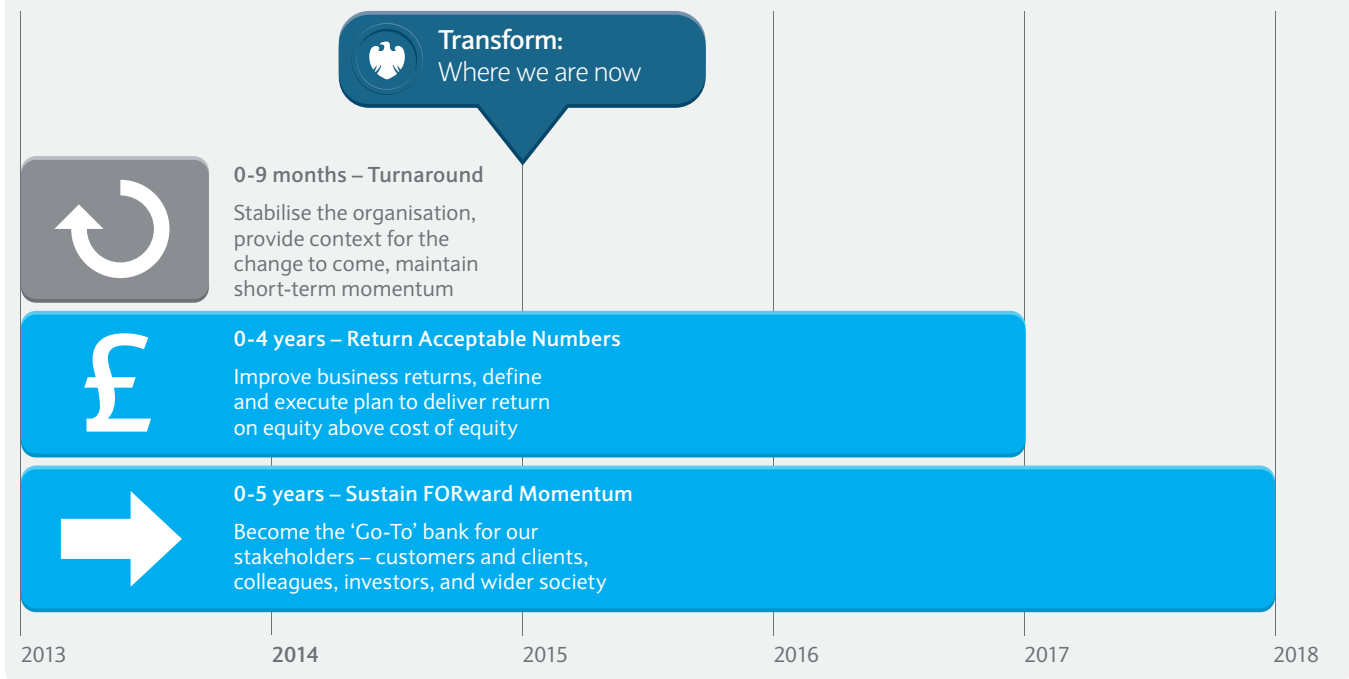 Transform:
Where we are now
0-9 months – Turnaround
Stabilise the organisation,
provide context for the
change to come, maintain
short-term momentum
£
0-4 years – Return Acceptable Numbers
Improve business returns, define
and execute plan to deliver return
on equity above cost of equity
0-5 years – Sustain FORward Momentum
Become the ‘Go-To’ bank for our
stakeholders – customers and clients,
colleagues, investors, and wider society
2013 2014 2015 2016 2017 2018